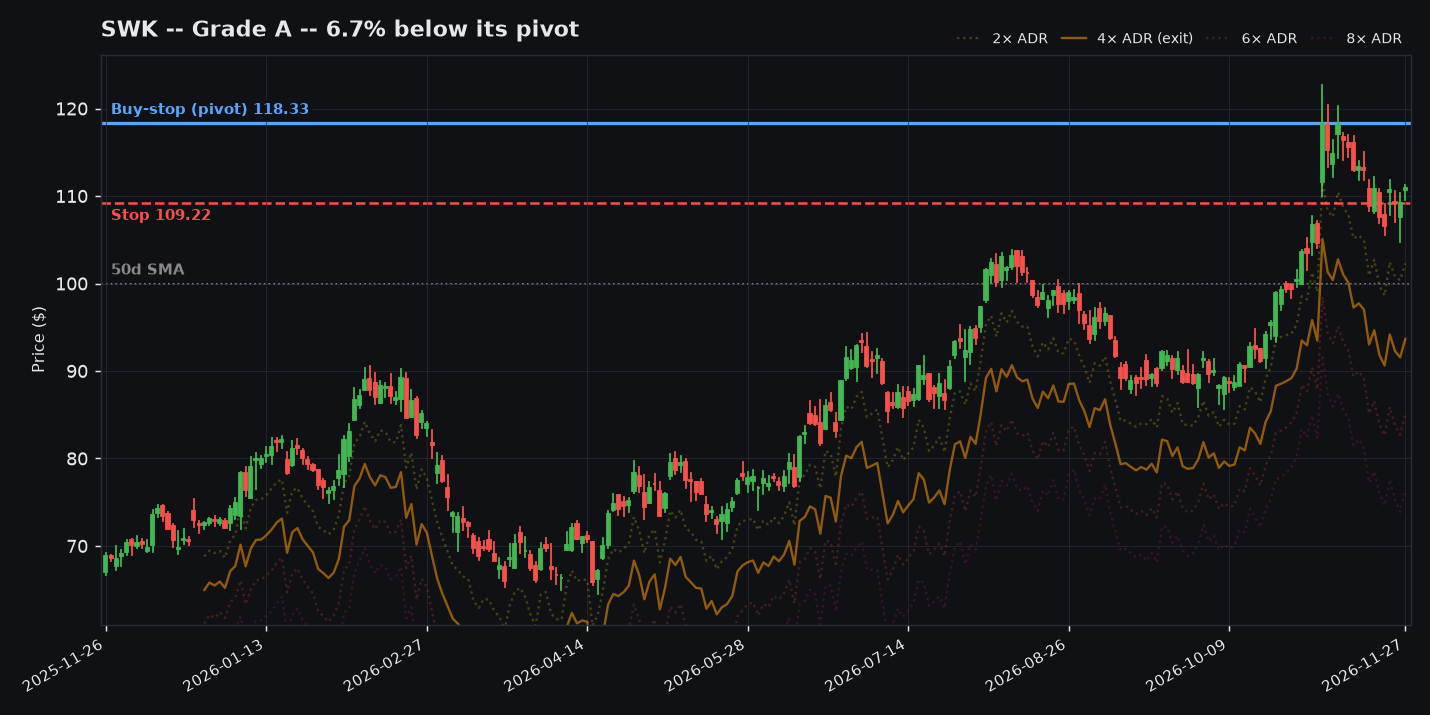 SWK -- Grade A -- 6.7% below its pivot
2× ADR
4× ADR (exit)
6× ADR
8× ADR
Buy-stop (pivot) 118.33
Stop 109.22
50d SMA
Price ($)
120
110
100
90
80
70
2025-11-26
2026-01-13
2026-02-27
2026-04-14
2026-05-28
2026-07-14
2026-08-26
2026-10-09
2026-11-27